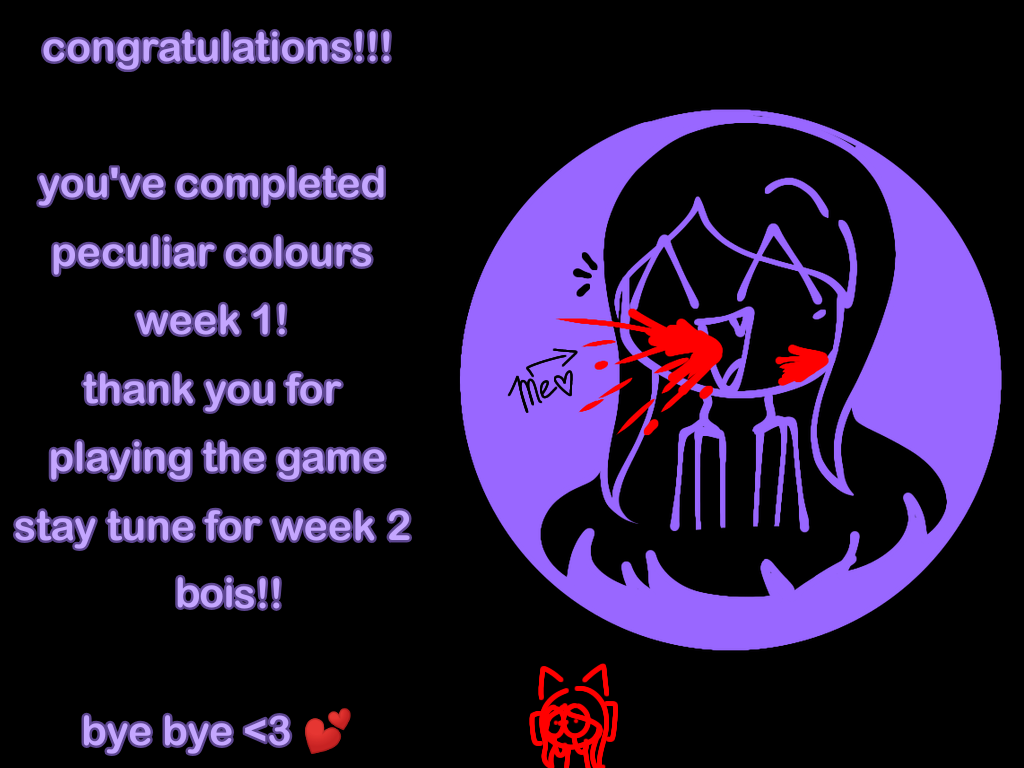 congratulations!!!
you've completed
peculiar colours
week 1!
thank you for
playing the game
stay tune for week 2
bois!!
bye bye <3 💕
me♡